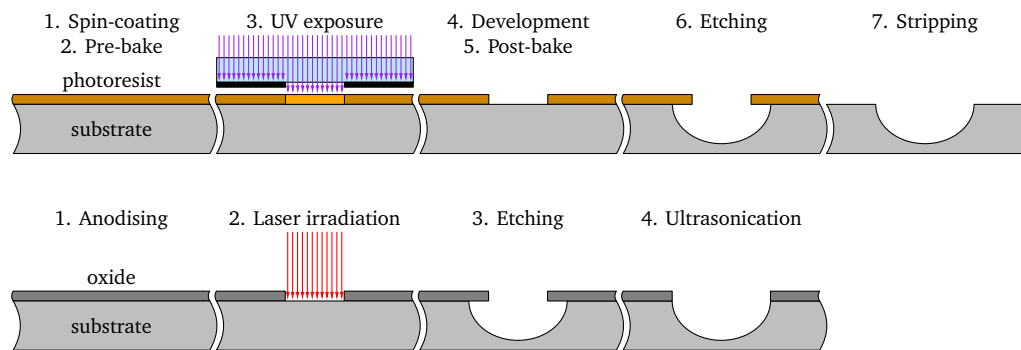 1. Spin-coating
2. Pre-bake
3. UV exposure
4. Development
5. Post-bake
6. Etching
7. Stripping
photoresist
substrate
1. Anodising
2. Laser irradiation
3. Etching
4. Ultrasonication
oxide
substrate